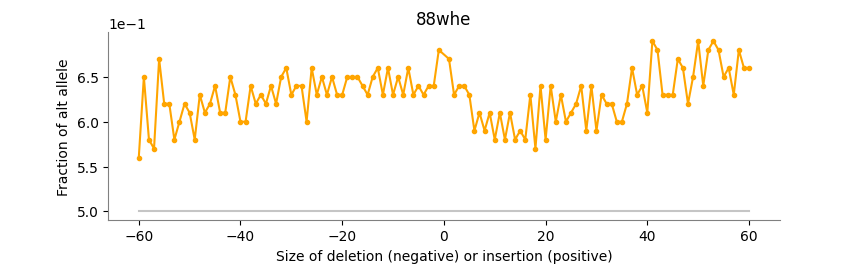 88whe
1e−1
6.5
6.0
5.5
5.0
Fraction of alt allele
−60 −40 −20 0 20 40 60
Size of deletion (negative) or insertion (positive)